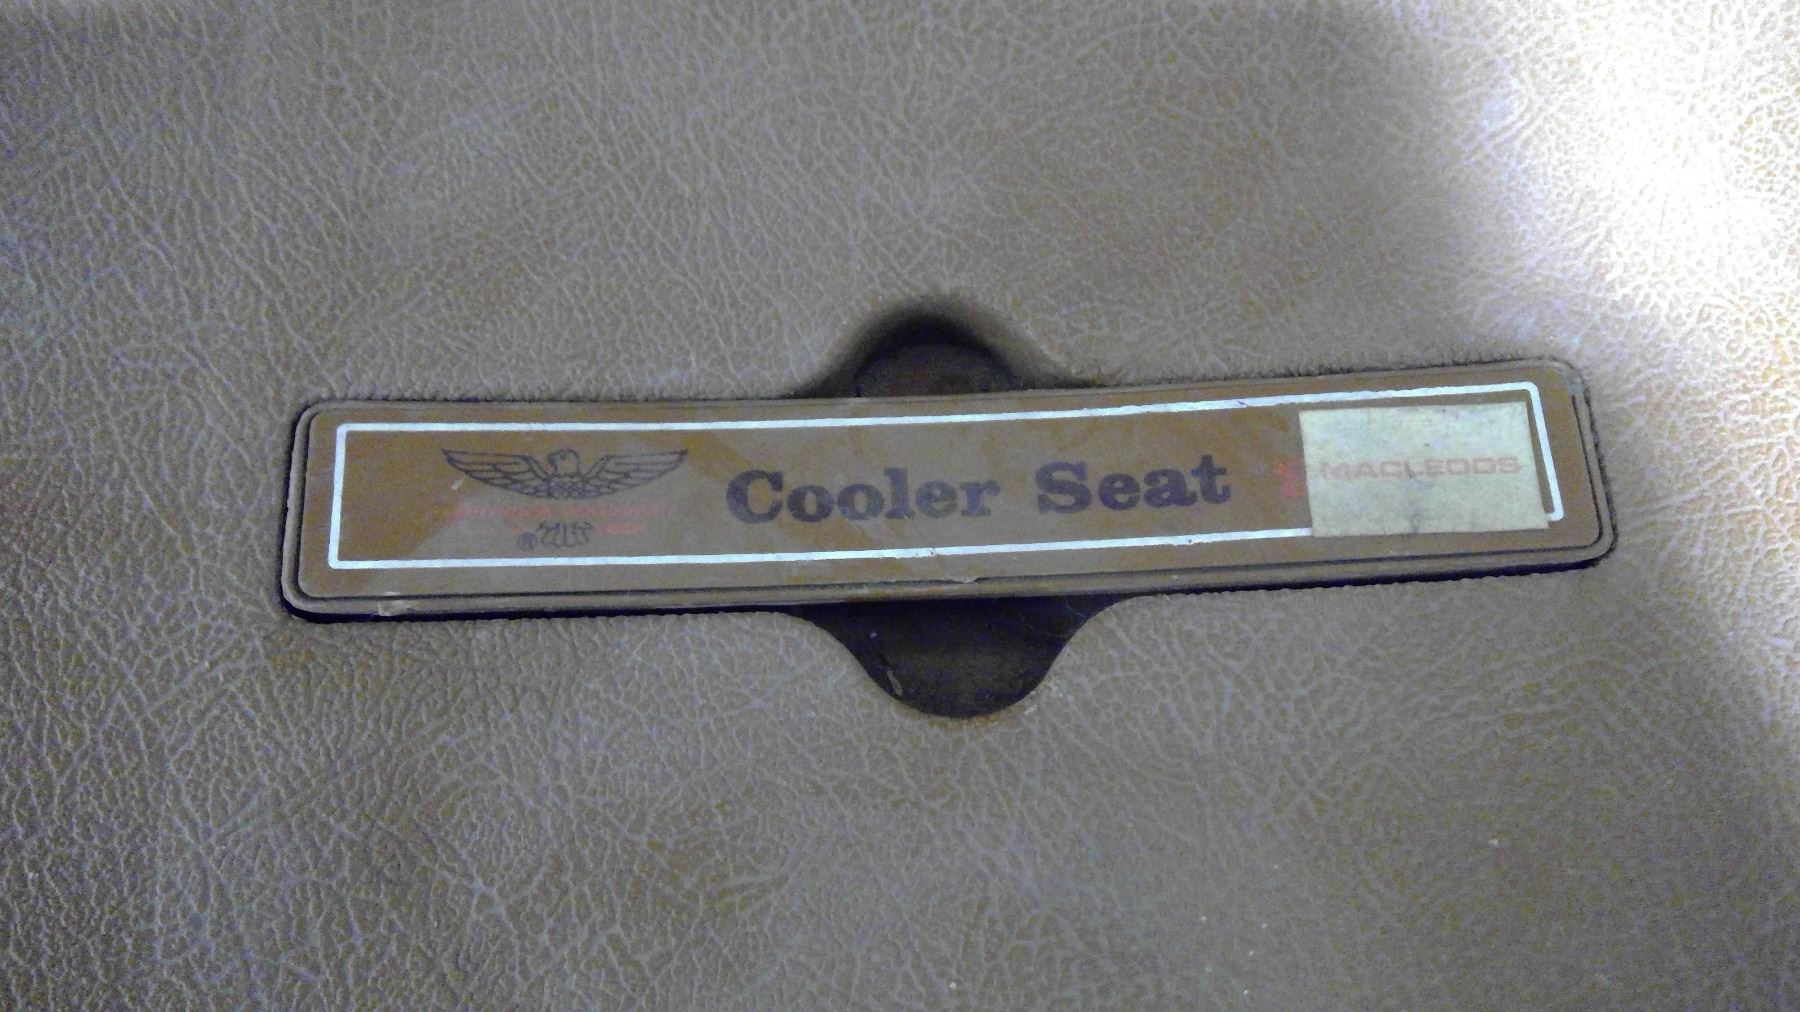 Cooler Seat
MACLEODS
®